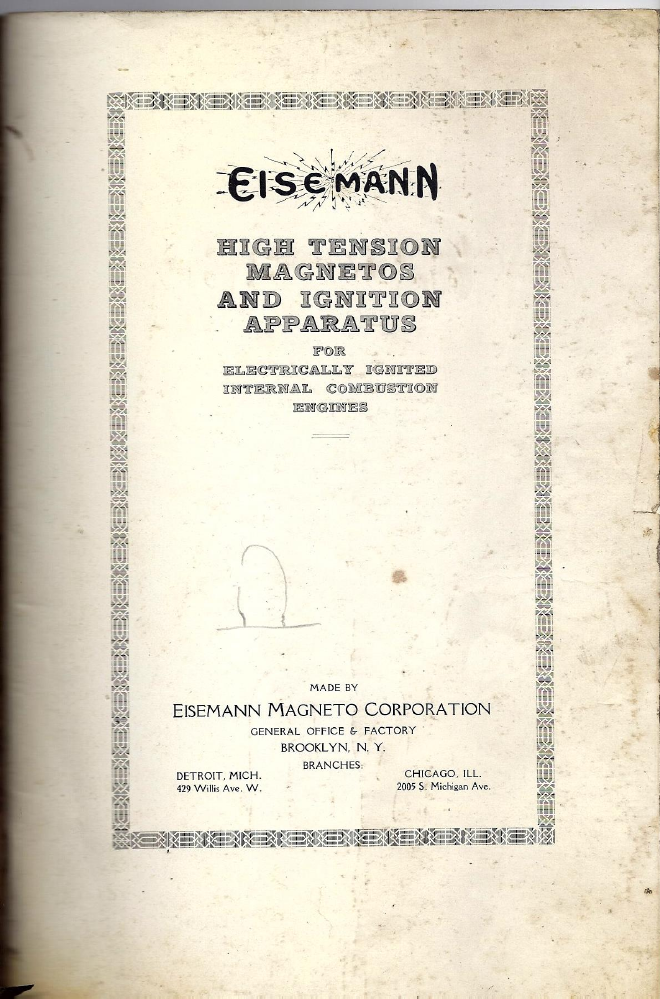 EISEMANN
HIGH TENSION
MAGNETOS
AND IGNITION
APPARATUS
FOR
ELECTRICALLY IGNITED
INTERNAL COMBUSTION
ENGINES
MADE BY
EISEMANN MAGNETO CORPORATION
GENERAL OFFICE & FACTORY
BROOKLYN, N. Y.
BRANCHES:
DETROIT, MICH.
429 Willis Ave. W.
CHICAGO, ILL.
2005 S. Michigan Ave.